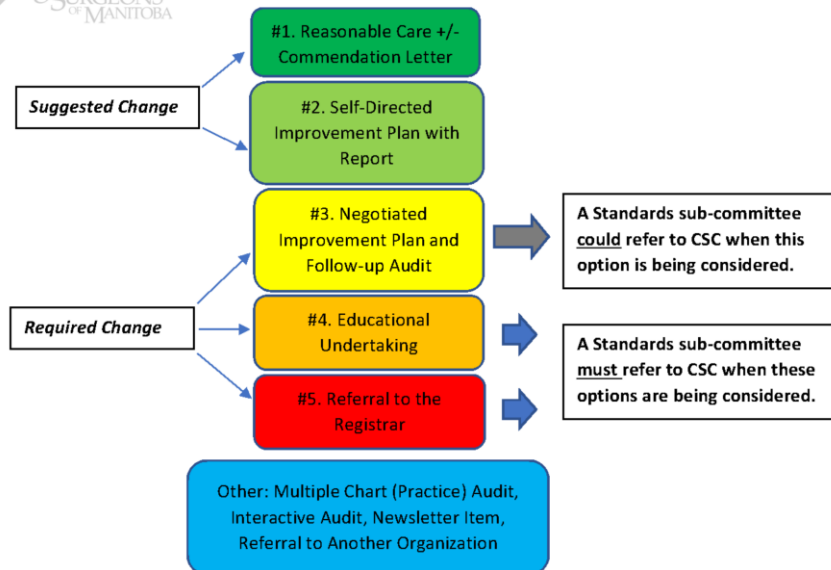 SURGEONS
OF MANITOBA
#1. Reasonable Care +/-
Commendation Letter
Suggested Change
#2. Self-Directed
Improvement Plan with
Report
#3. Negotiated
Improvement Plan and
Follow-up Audit
A Standards sub-committee
could refer to CSC when this
option is being considered.
Required Change
#4. Educational
Undertaking
A Standards sub-committee
must refer to CSC when these
options are being considered.
#5. Referral to the
Registrar
Other: Multiple Chart (Practice) Audit,
Interactive Audit, Newsletter Item,
Referral to Another Organization